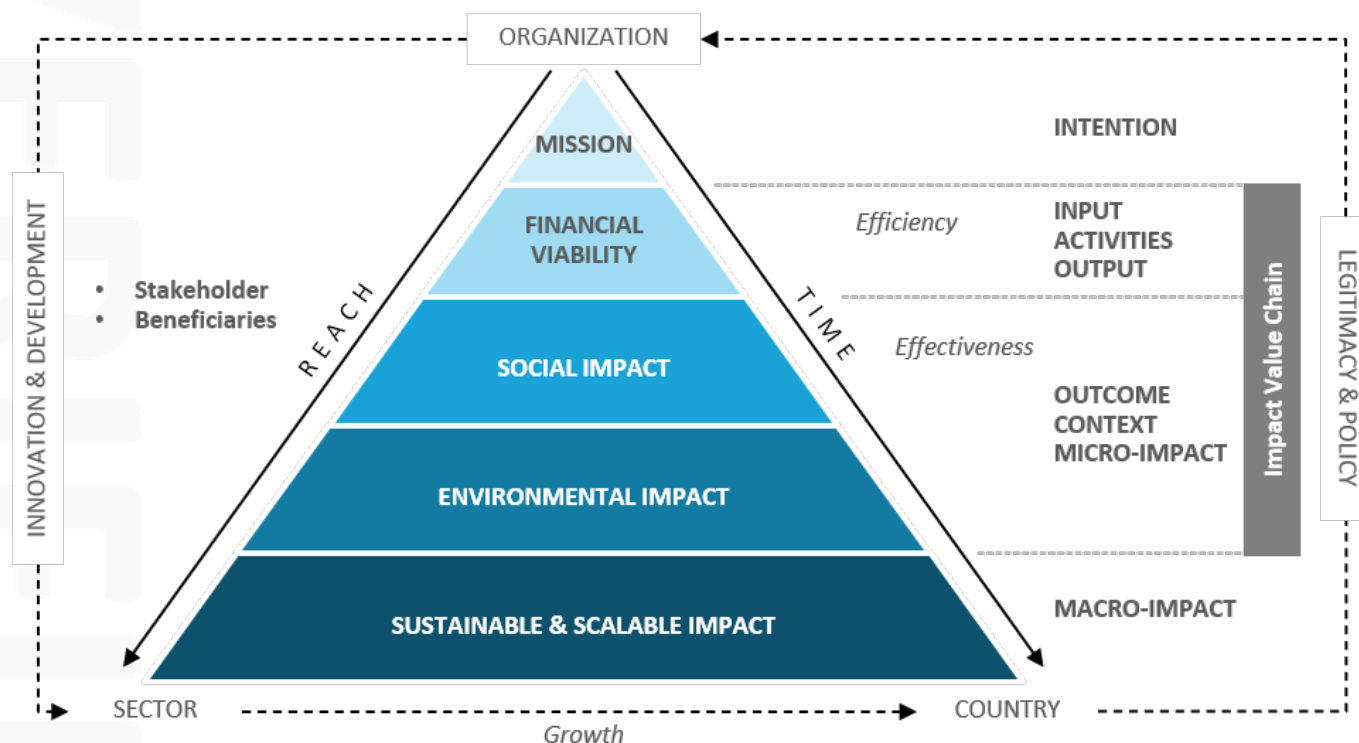 ORGANIZATION
MISSION
INTENTION
FINANCIAL
VIABILITY
Efficiency
INPUT
ACTIVITIES
OUTPUT
INNOVATION & DEVELOPMENT
• Stakeholder
• Beneficiaries
REACH
TIME
SOCIAL IMPACT
Effectiveness
OUTCOME
CONTEXT
MICRO-IMPACT
Impact Value Chain
LEGITIMACY & POLICY
ENVIRONMENTAL IMPACT
SUSTAINABLE & SCALABLE IMPACT
MACRO-IMPACT
SECTOR
Growth
COUNTRY